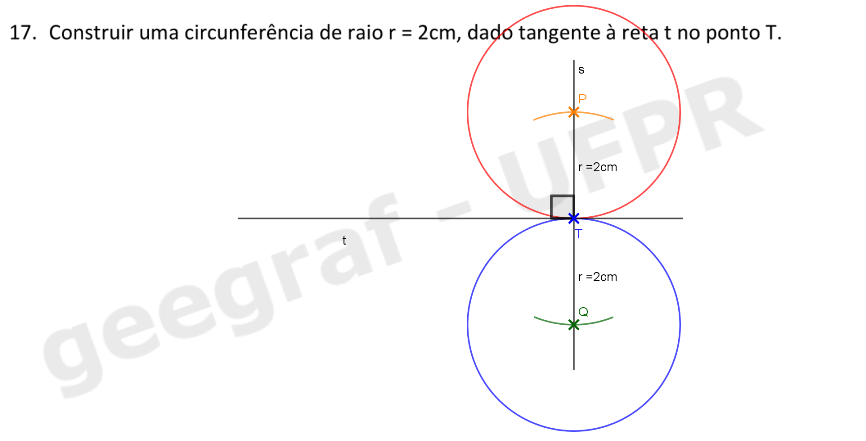 17. Construir uma circunferência de raio r = 2cm, dado tangente à reta t no ponto T.
s
P
r =2cm
T
t
r =2cm
Q
geegraf - UFPR